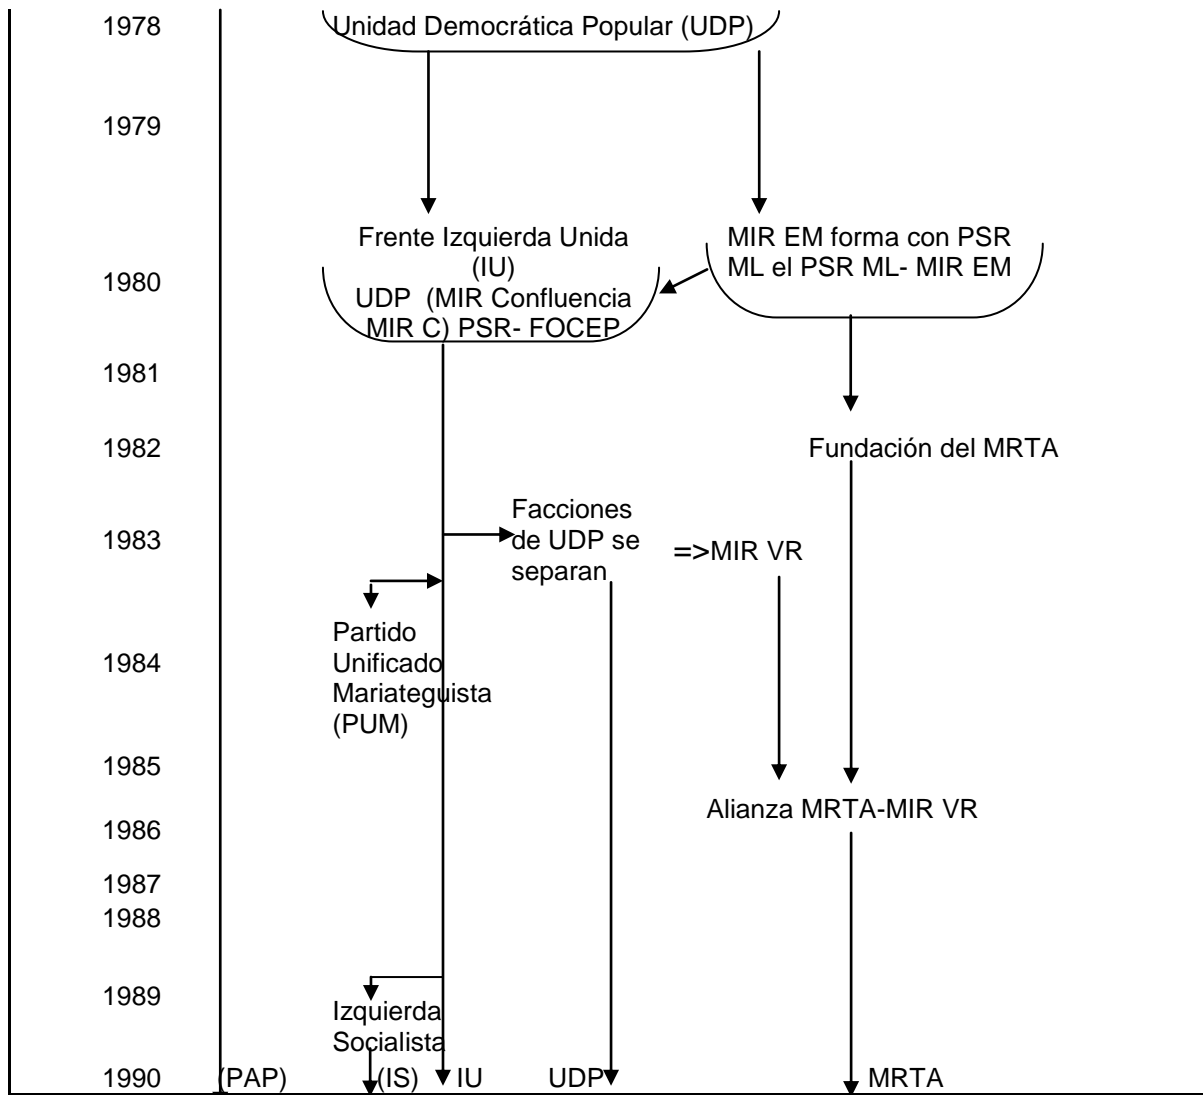 1978 Unidad Democrática Popular (UDP)
1979
Frente Izquierda Unida
(IU)
UDP (MIR Confluencia
MIR C) PSR- FOCEP
MIR EM forma con PSR
ML el PSR ML- MIR EM
1980
1981
1982 Fundación del MRTA
1983
Facciones
de UDP se
separan
=>MIR VR
Partido
Unificado
Mariateguista
(PUM)
1984
1985
Alianza MRTA-MIR VR
1986
1987
1988
1989
Izquierda
Socialista
1990 (PAP) (IS) IU UDP MRTA